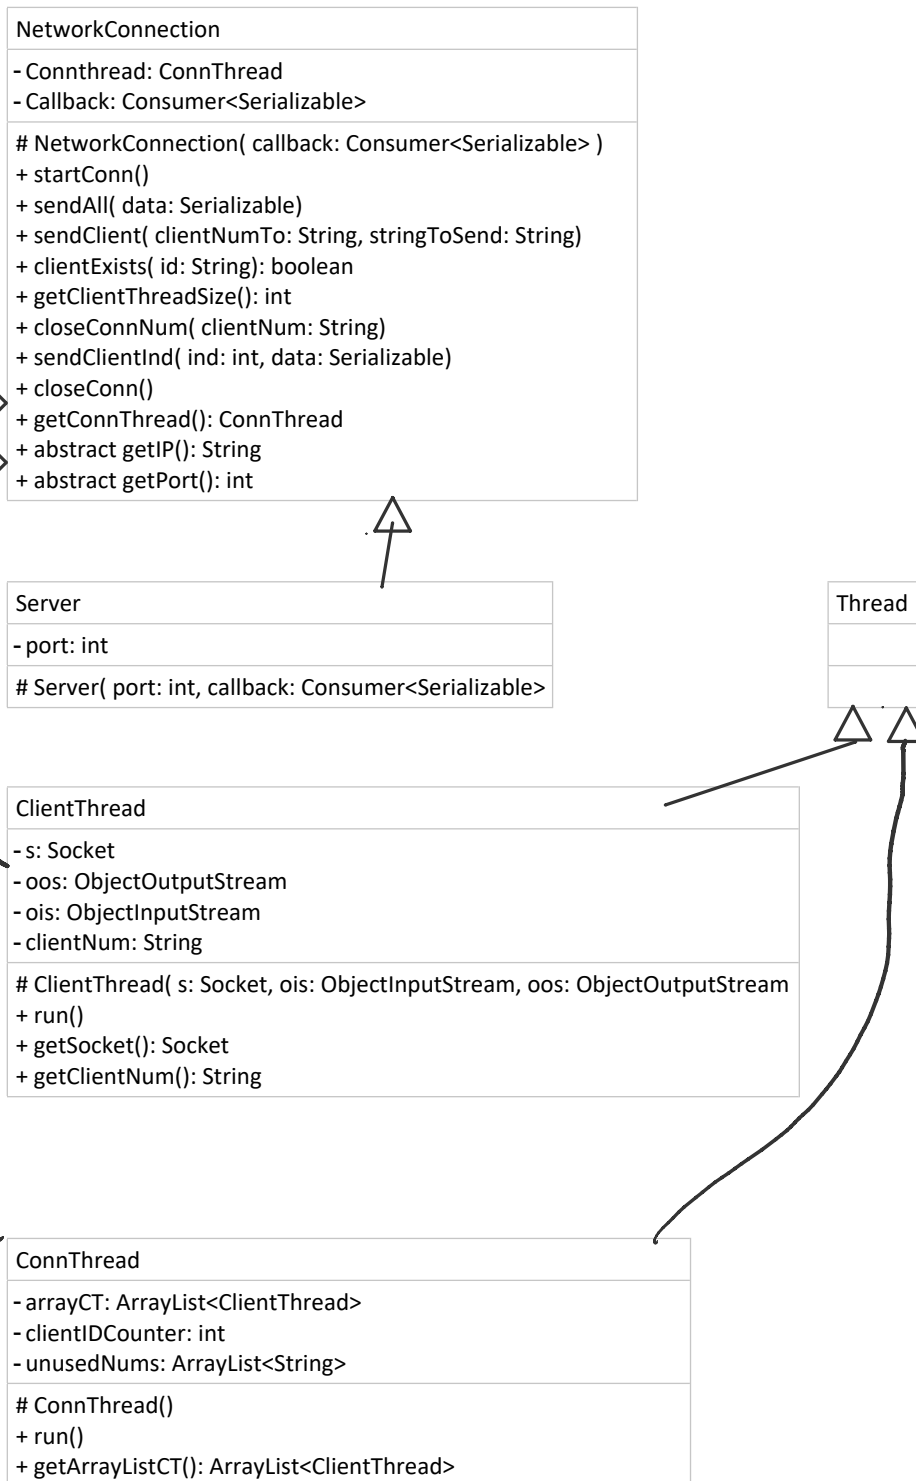 NetworkConnection
- Connthread: ConnThread
- Callback: Consumer<Serializable>
# NetworkConnection( callback: Consumer<Serializable> )
+ startConn()
+ sendAll( data: Serializable)
+ sendClient( clientNumTo: String, stringToSend: String)
+ clientExists( id: String): boolean
+ getClientThreadSize(): int
+ closeConnNum( clientNum: String)
+ sendClientInd( ind: int, data: Serializable)
+ closeConn()
+ getConnThread(): ConnThread
+ abstract getIP(): String
+ abstract getPort(): int
Server
- port: int
# Server( port: int, callback: Consumer<Serializable>
Thread
ClientThread
- s: Socket
- oos: ObjectOutputStream
- ois: ObjectInputStream
- clientNum: String
# ClientThread( s: Socket, ois: ObjectInputStream, oos: ObjectOutputStream
+ run()
+ getSocket(): Socket
+ getClientNum(): String
ConnThread
- arrayCT: ArrayList<ClientThread>
- clientIDCounter: int
- unusedNums: ArrayList<String>
# ConnThread()
+ run()
+ getArrayListCT(): ArrayList<ClientThread>